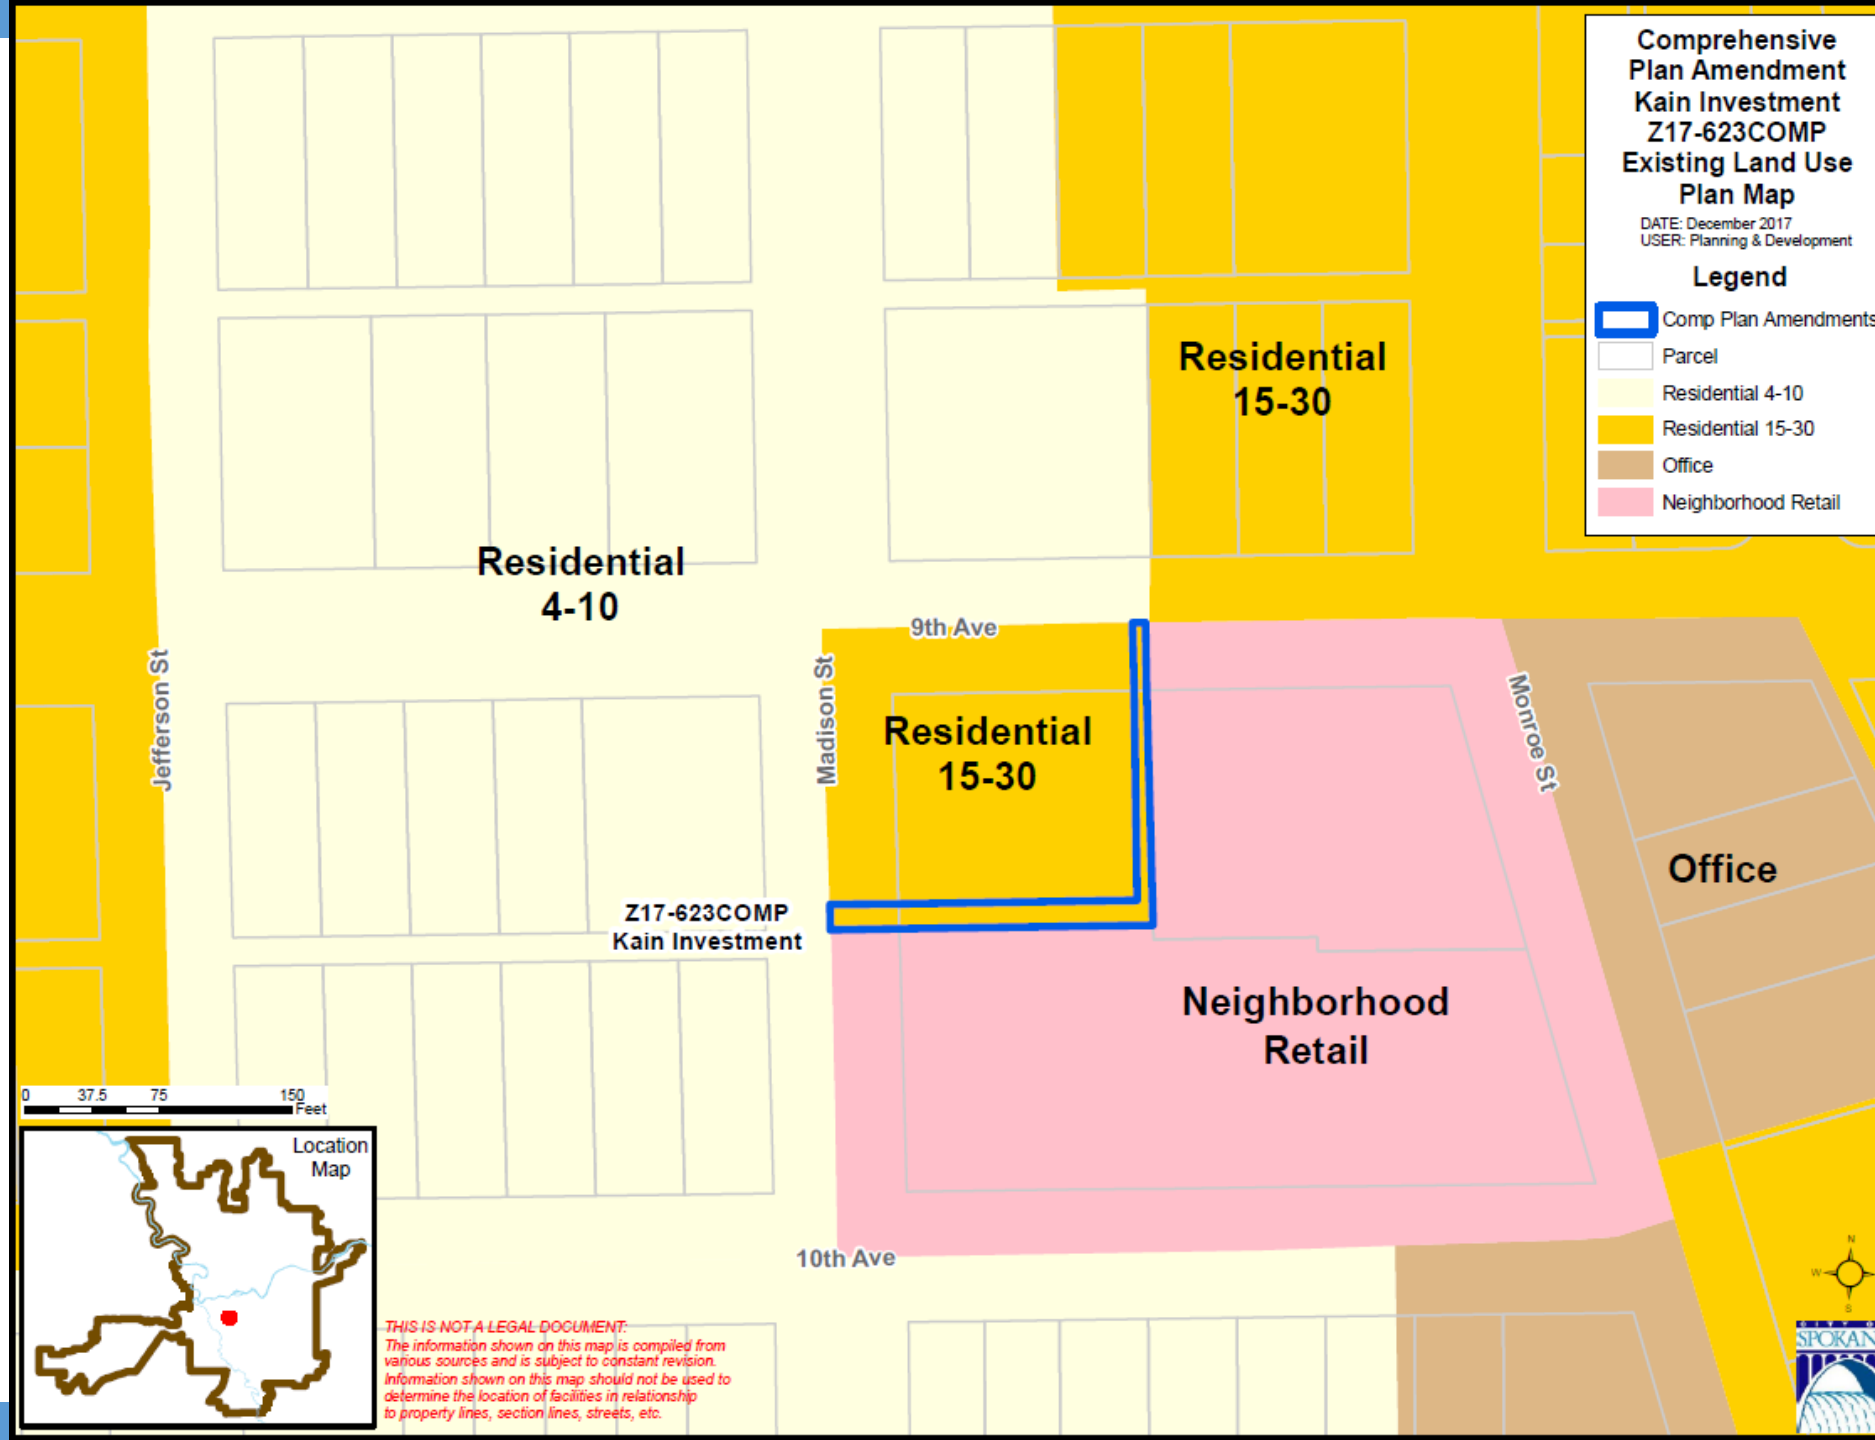 Comprehensive
Plan Amendment
Kain Investment
Z17-623COMP
Existing Land Use
Plan Map
DATE: December 2017
USER: Planning & Development
Legend
Comp Plan Amendments
Parcel
Residential 4-10
Residential 15-30
Office
Neighborhood Retail
Residential
15-30
Residential
4-10
9th Ave
Jefferson St
Madison St
Monroe St
Residential
15-30
Office
Z17-623COMP
Kain Investment
Neighborhood
Retail
10th Ave
0 37.5 75 150
Feet
Location
Map
THIS IS NOT A LEGAL DOCUMENT:
The information shown on this map is compiled from
various sources and is subject to constant revision.
Information shown on this map should not be used to
determine the location of facilities in relationship
to property lines, section lines, streets, etc.
N
W
S
CITY O
SPOKAN